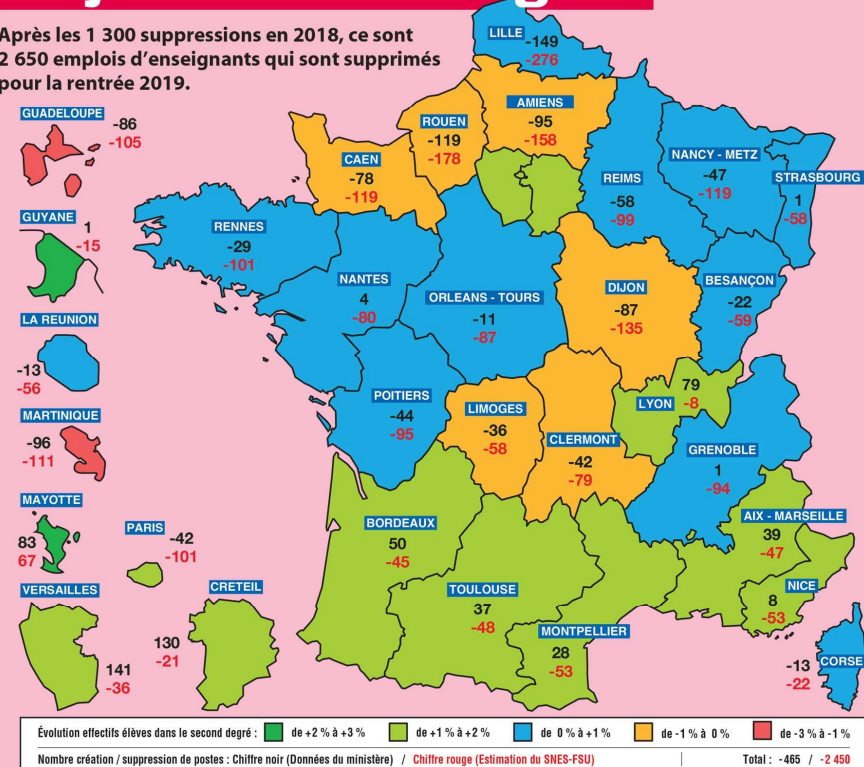 Après les 1 300 suppressions en 2018, ce sont
2 650 emplois d’enseignants qui sont supprimés
pour la rentrée 2019.
LILLE
-149
-276
GUADELOUPE
-86
-105
AMIENS
-95
-158
ROUEN
-119
-178
CAEN
-78
-119
NANCY - METZ
-47
-119
REIMS
-58
-99
STRASBOURG
1
-58
GUYANE
1
-15
RENNES
-29
-101
NANTES
4
-80
ORLEANS - TOURS
-11
-87
DIJON
-87
-135
BESANÇON
-22
-59
LA REUNION
-13
-56
POITIERS
-44
-95
LIMOGES
-36
-58
CLERMONT
-42
-79
LYON
79
-8
GRENOBLE
1
-94
MARTINIQUE
-96
-111
MAYOTTE
83
67
PARIS
-42
-101
BORDEAUX
50
-45
AIX - MARSEILLE
39
-47
VERSAILLES
141
-36
CRETEIL
130
-21
TOULOUSE
37
-48
MONTPELLIER
28
-53
NICE
8
-53
CORSE
-13
-22
Évolution effectifs élèves dans le second degré : de +2 % à +3 % de +1 % à +2 % de 0 % à +1 % de -1 % à 0 % de -3 % à -1 %
Nombre création / suppression de postes : Chiffre noir (Données du ministère) / Chiffre rouge (Estimation du SNES-FSU) Total : -465 / -2 450